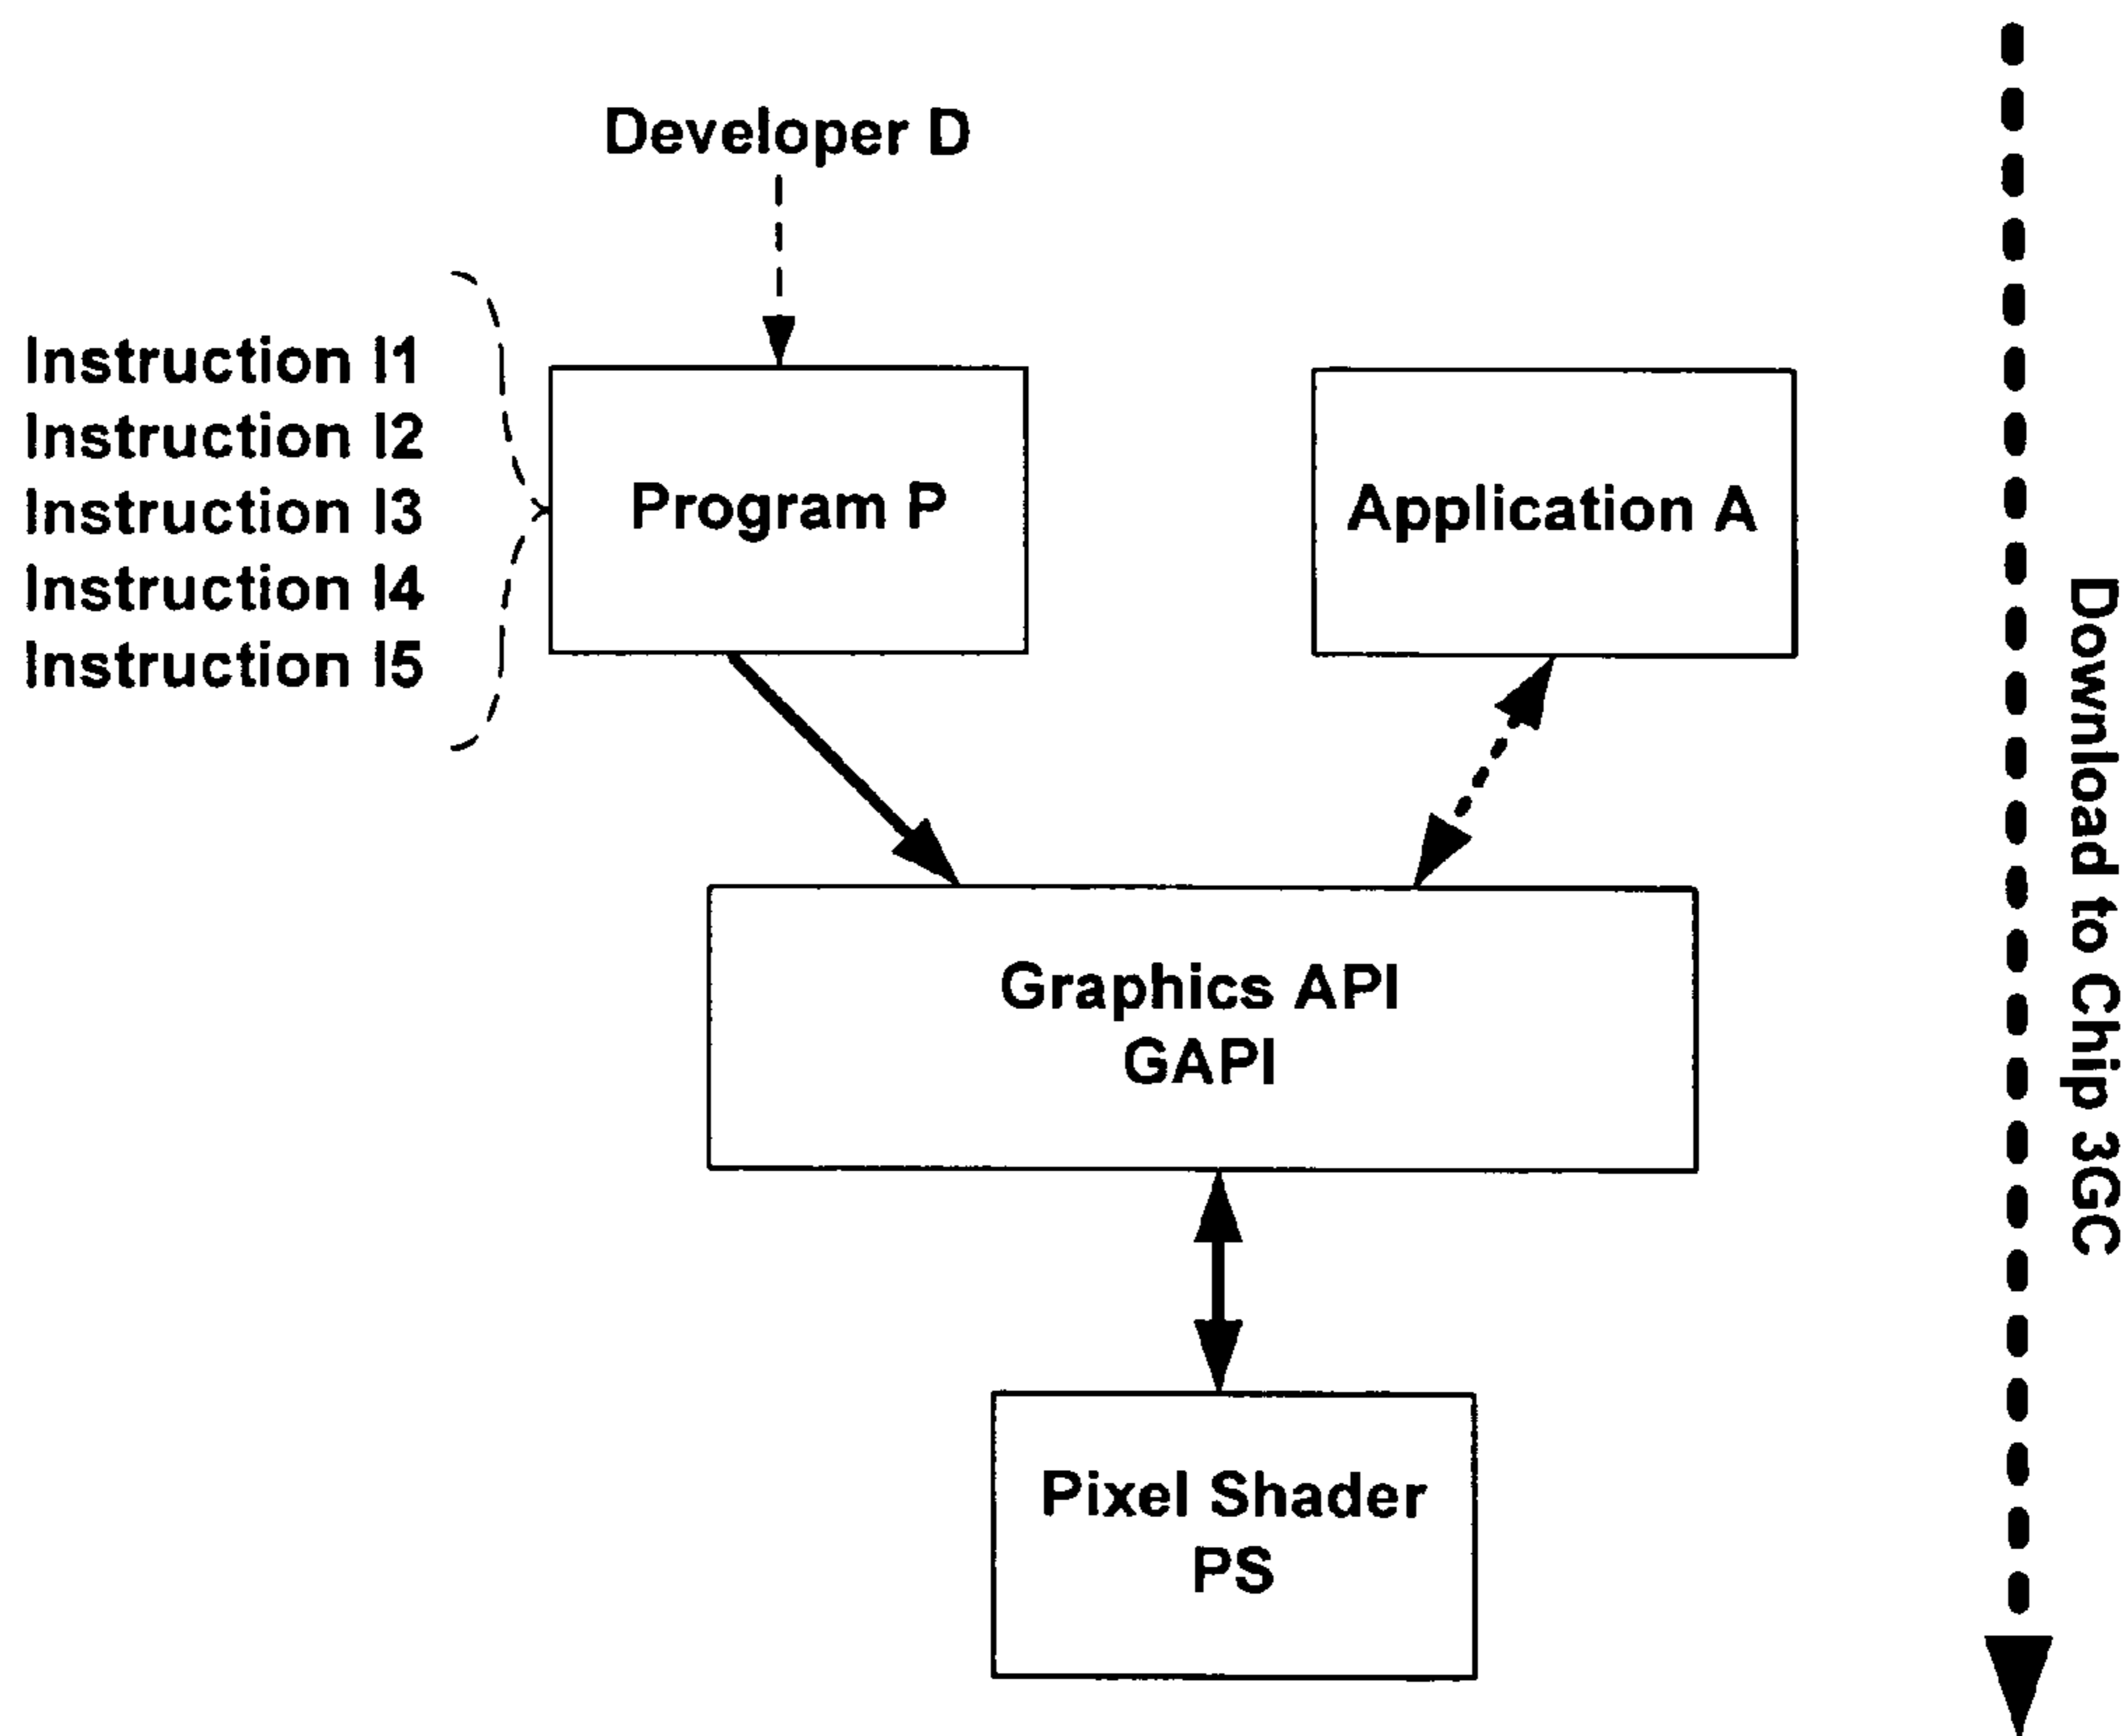 Developer D
Instruction I1
Instruction I2
Instruction I3
Instruction I4
Instruction I5
Program P
Application A
Graphics API
GAPI
Pixel Shader
PS
Download to Chip 3GC